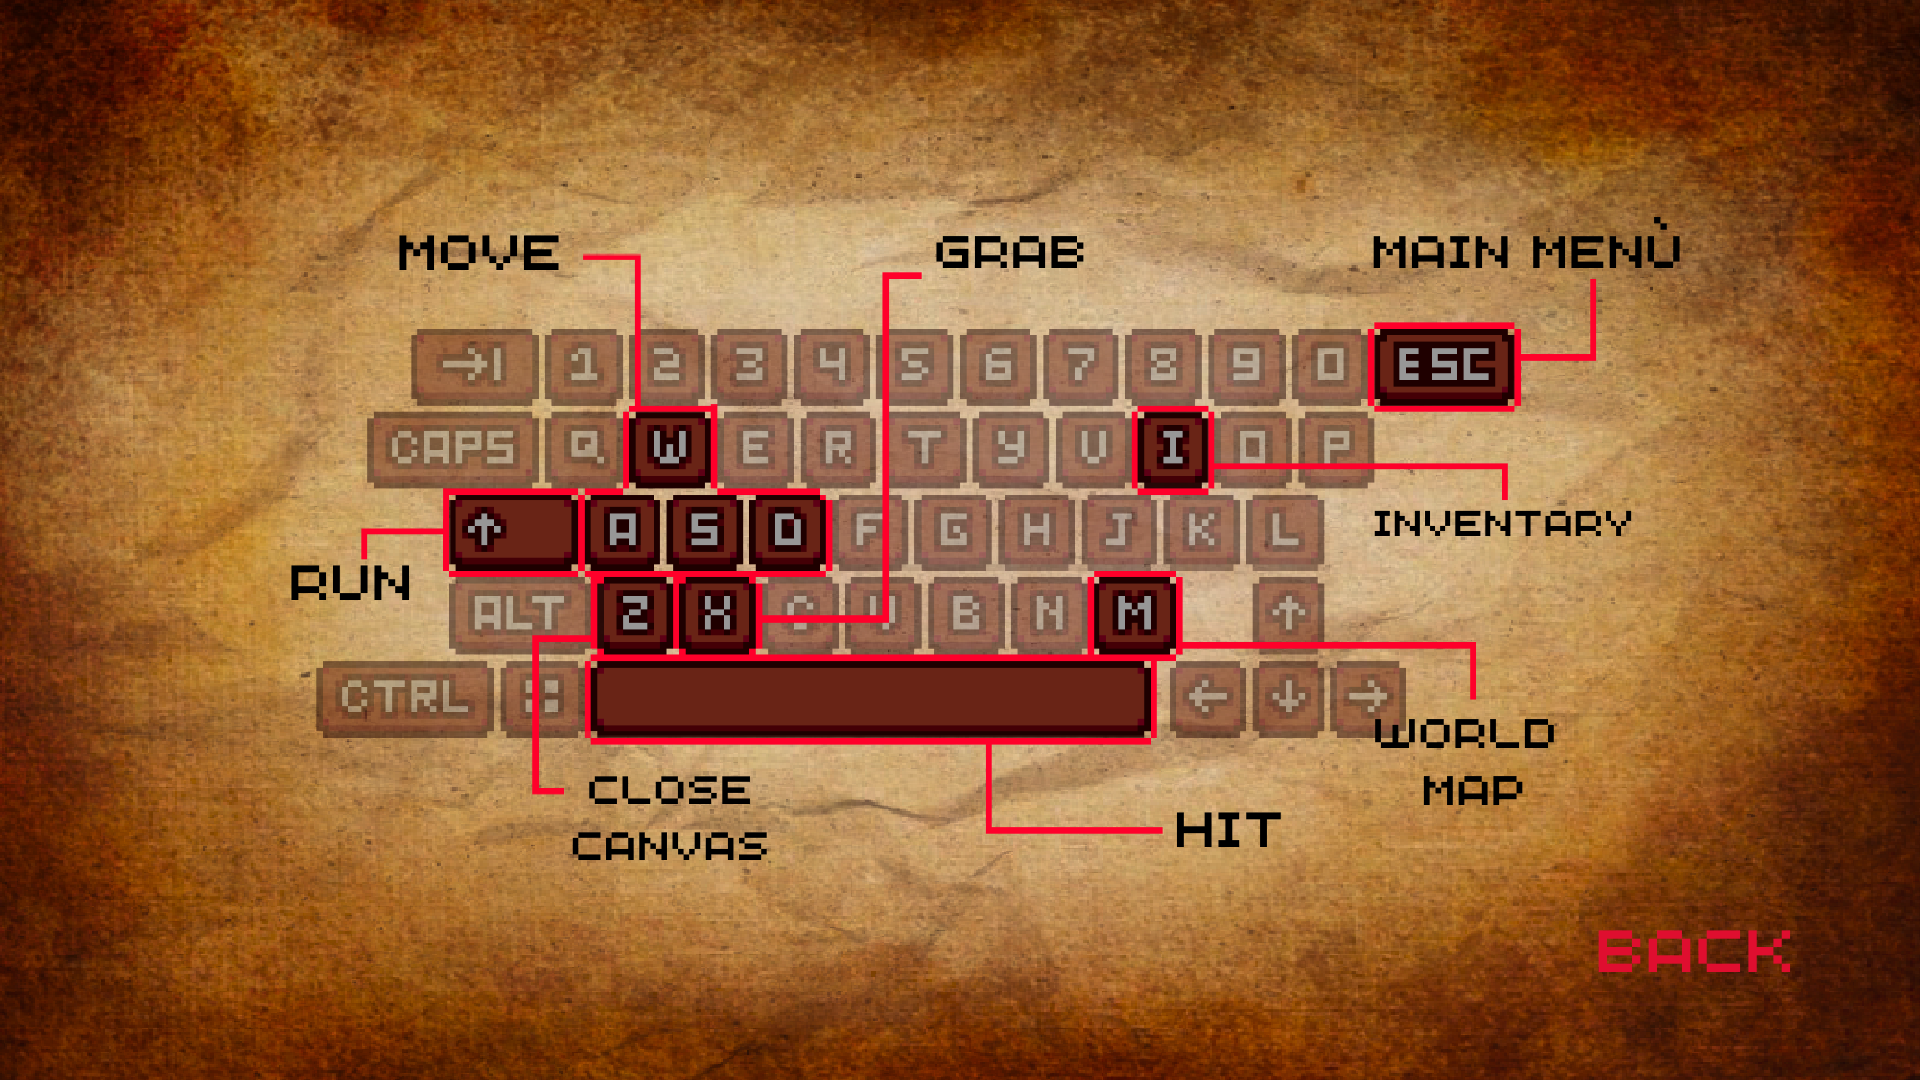 MOVE
GRAB
MAIN MENÙ
→| 1 2 3 4 5 6 7 8 9 0 ESC
CAPS Q W E R T Y U I O P
↑ A S D F G H J K L
INVENTARY
RUN
ALT Z X C V B N M ↑
CTRL ← ↓ →
WORLD
MAP
CLOSE
CANVAS
HIT
BACK